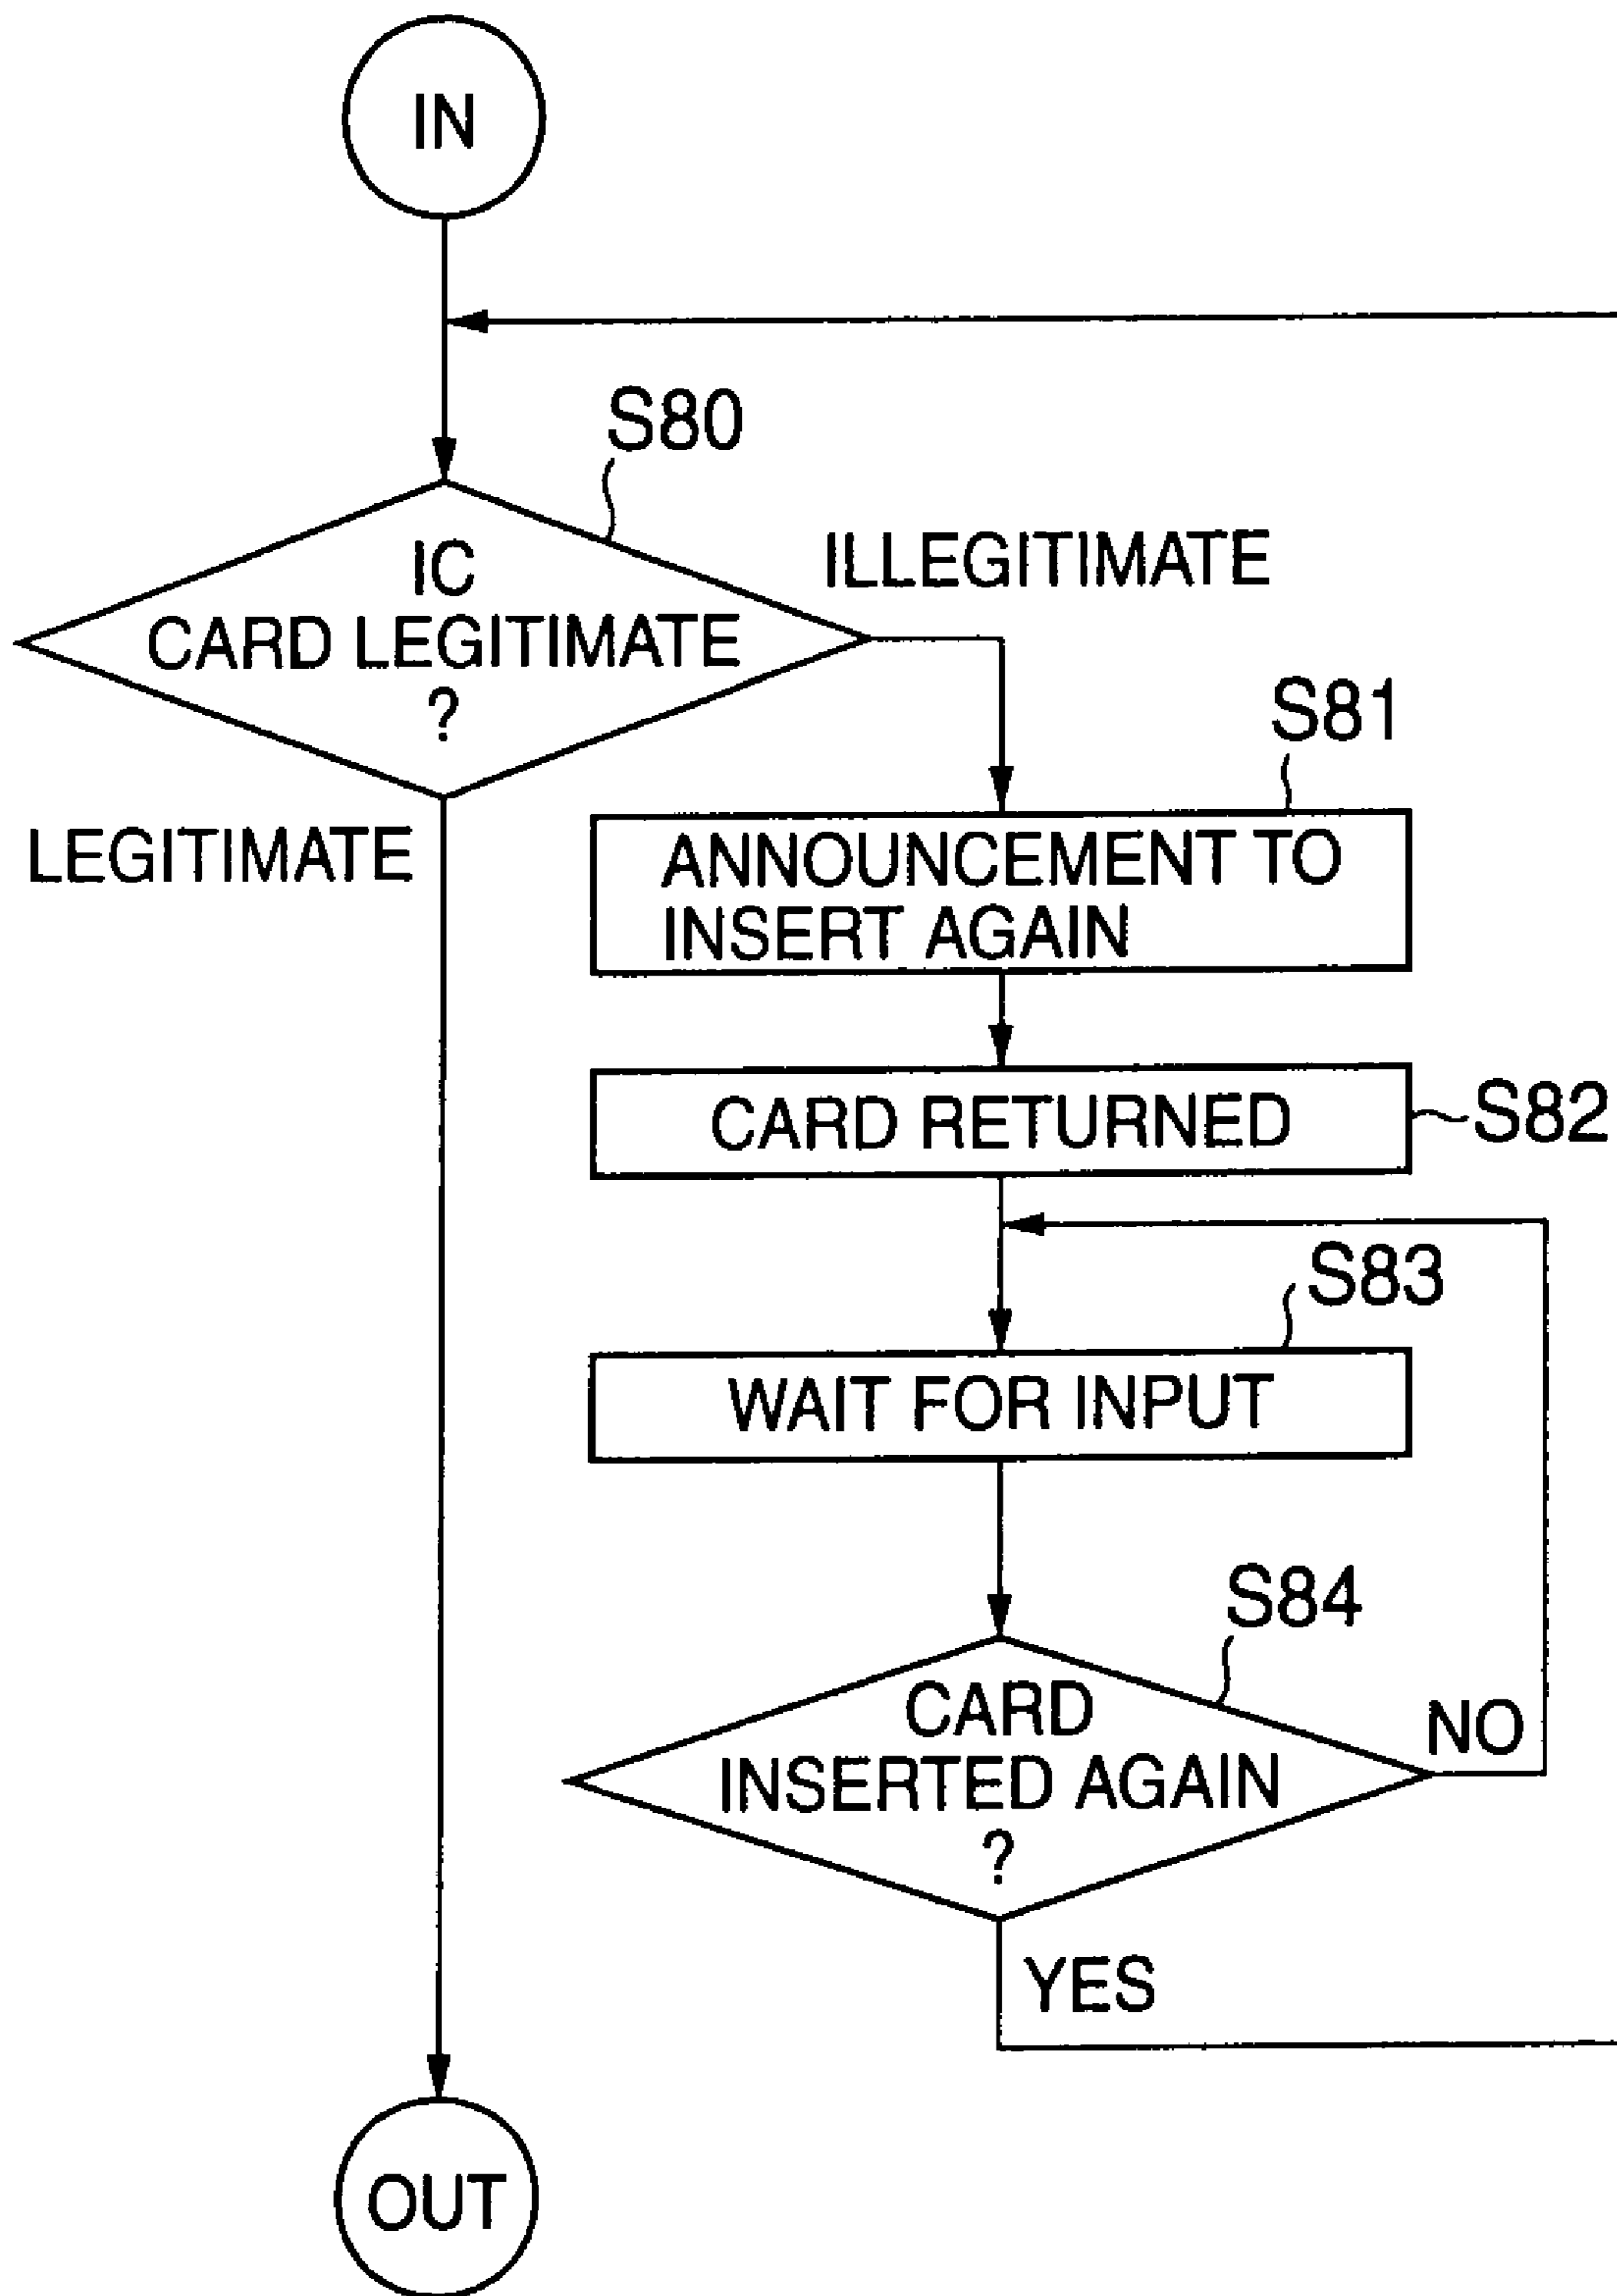 IN
S80
IC
CARD LEGITIMATE
?
ILLEGITIMATE
LEGITIMATE
S81
ANNOUNCEMENT TO
INSERT AGAIN
CARD RETURNED
S82
S83
WAIT FOR INPUT
S84
CARD
INSERTED AGAIN
?
NO
YES
OUT